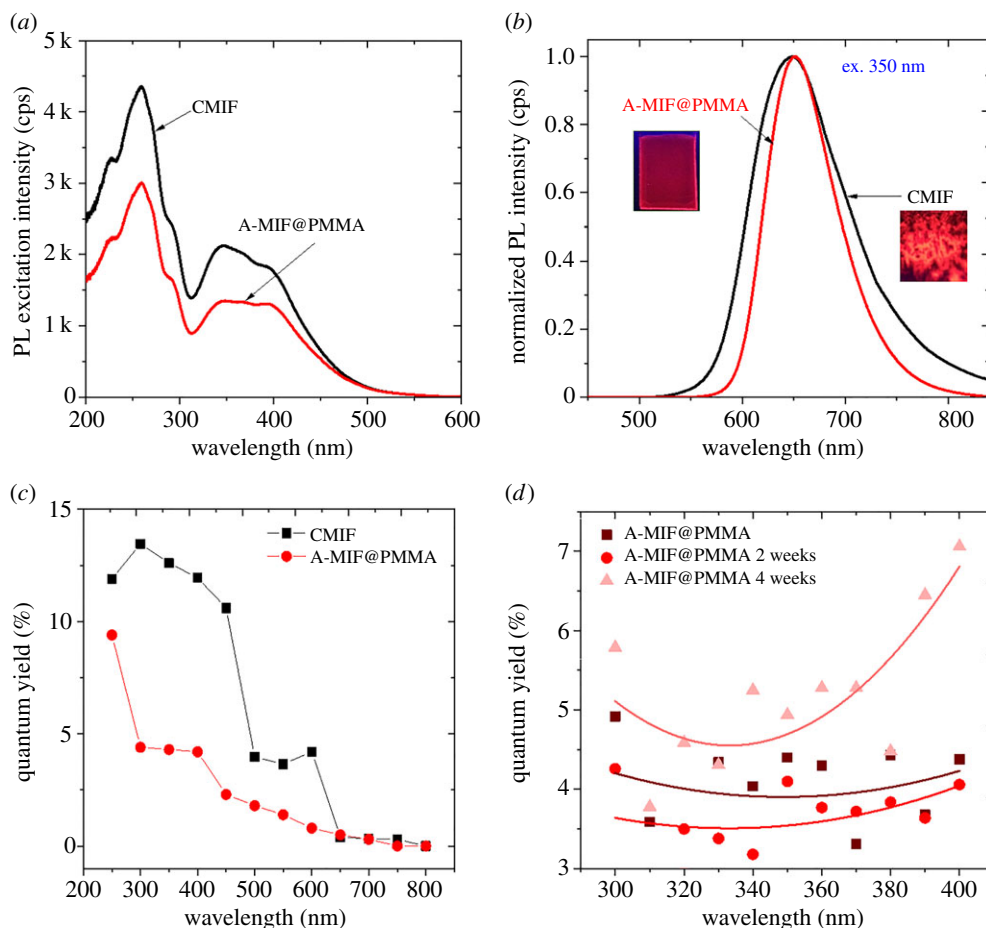 (a)
5 k
4 k
3 k
2 k
1 k
0
PL excitation intensity (cps)
CMIF
A-MIF@PMMA
200 200 300 400 500 600
wavelength (nm)
(b)
1.0
0.8
0.6
0.4
0.2
0
normalized PL intensity (cps)
ex. 350 nm
A-MIF@PMMA
CMIF
500 600 700 800
wavelength (nm)
(c)
15
10
5
0
quantum yield (%)
CMIF
A-MIF@PMMA
200 200 300 400 500 600 700 800
wavelength (nm)
(d)
7
6
5
4
3
quantum yield (%)
A-MIF@PMMA
A-MIF@PMMA 2 weeks
A-MIF@PMMA 4 weeks
300 320 340 360 380 400
wavelength (nm)